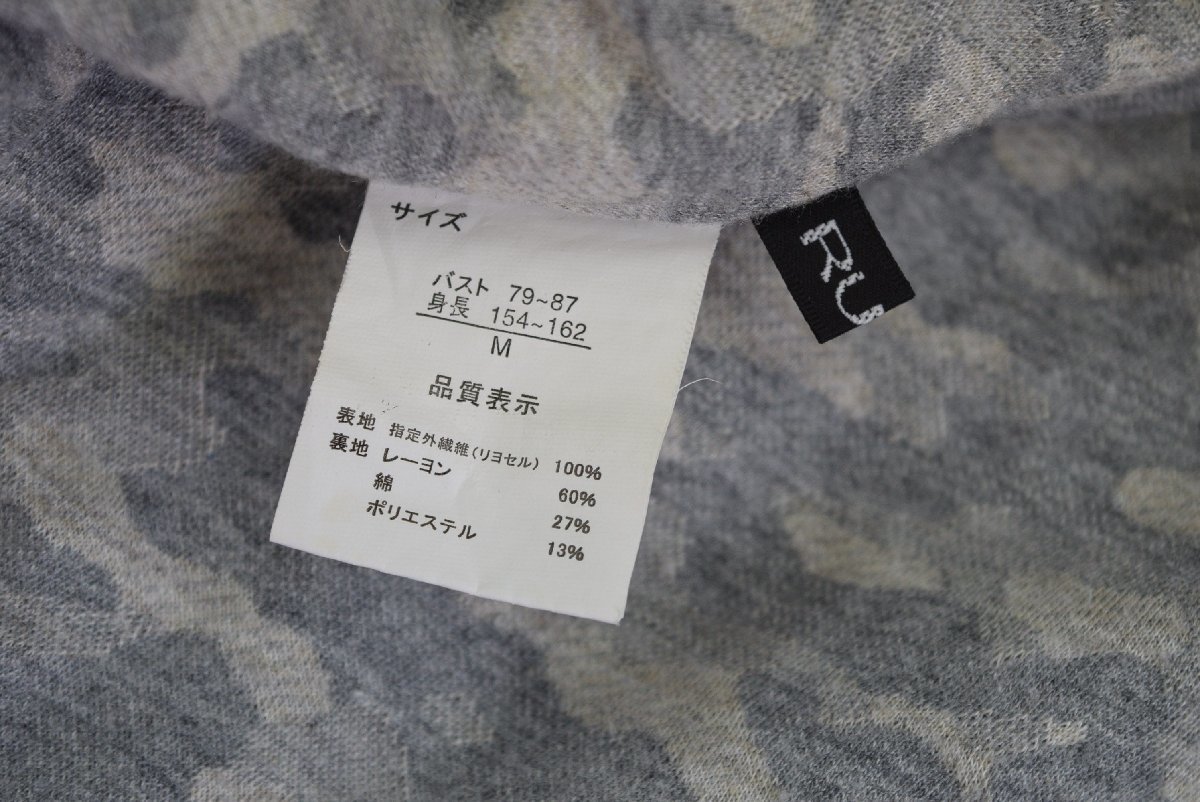 サイズ
バスト 79~87
身長 154~162
M
品質表示
表地 指定外繊維(リヨセル) 100%
裏地 レーヨン 60%
綿 27%
ポリエステル 13%
RC